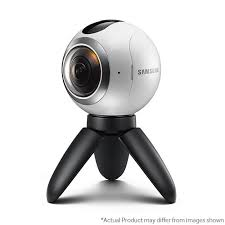 SAMSUNG
*Actual Product may differ from images shown